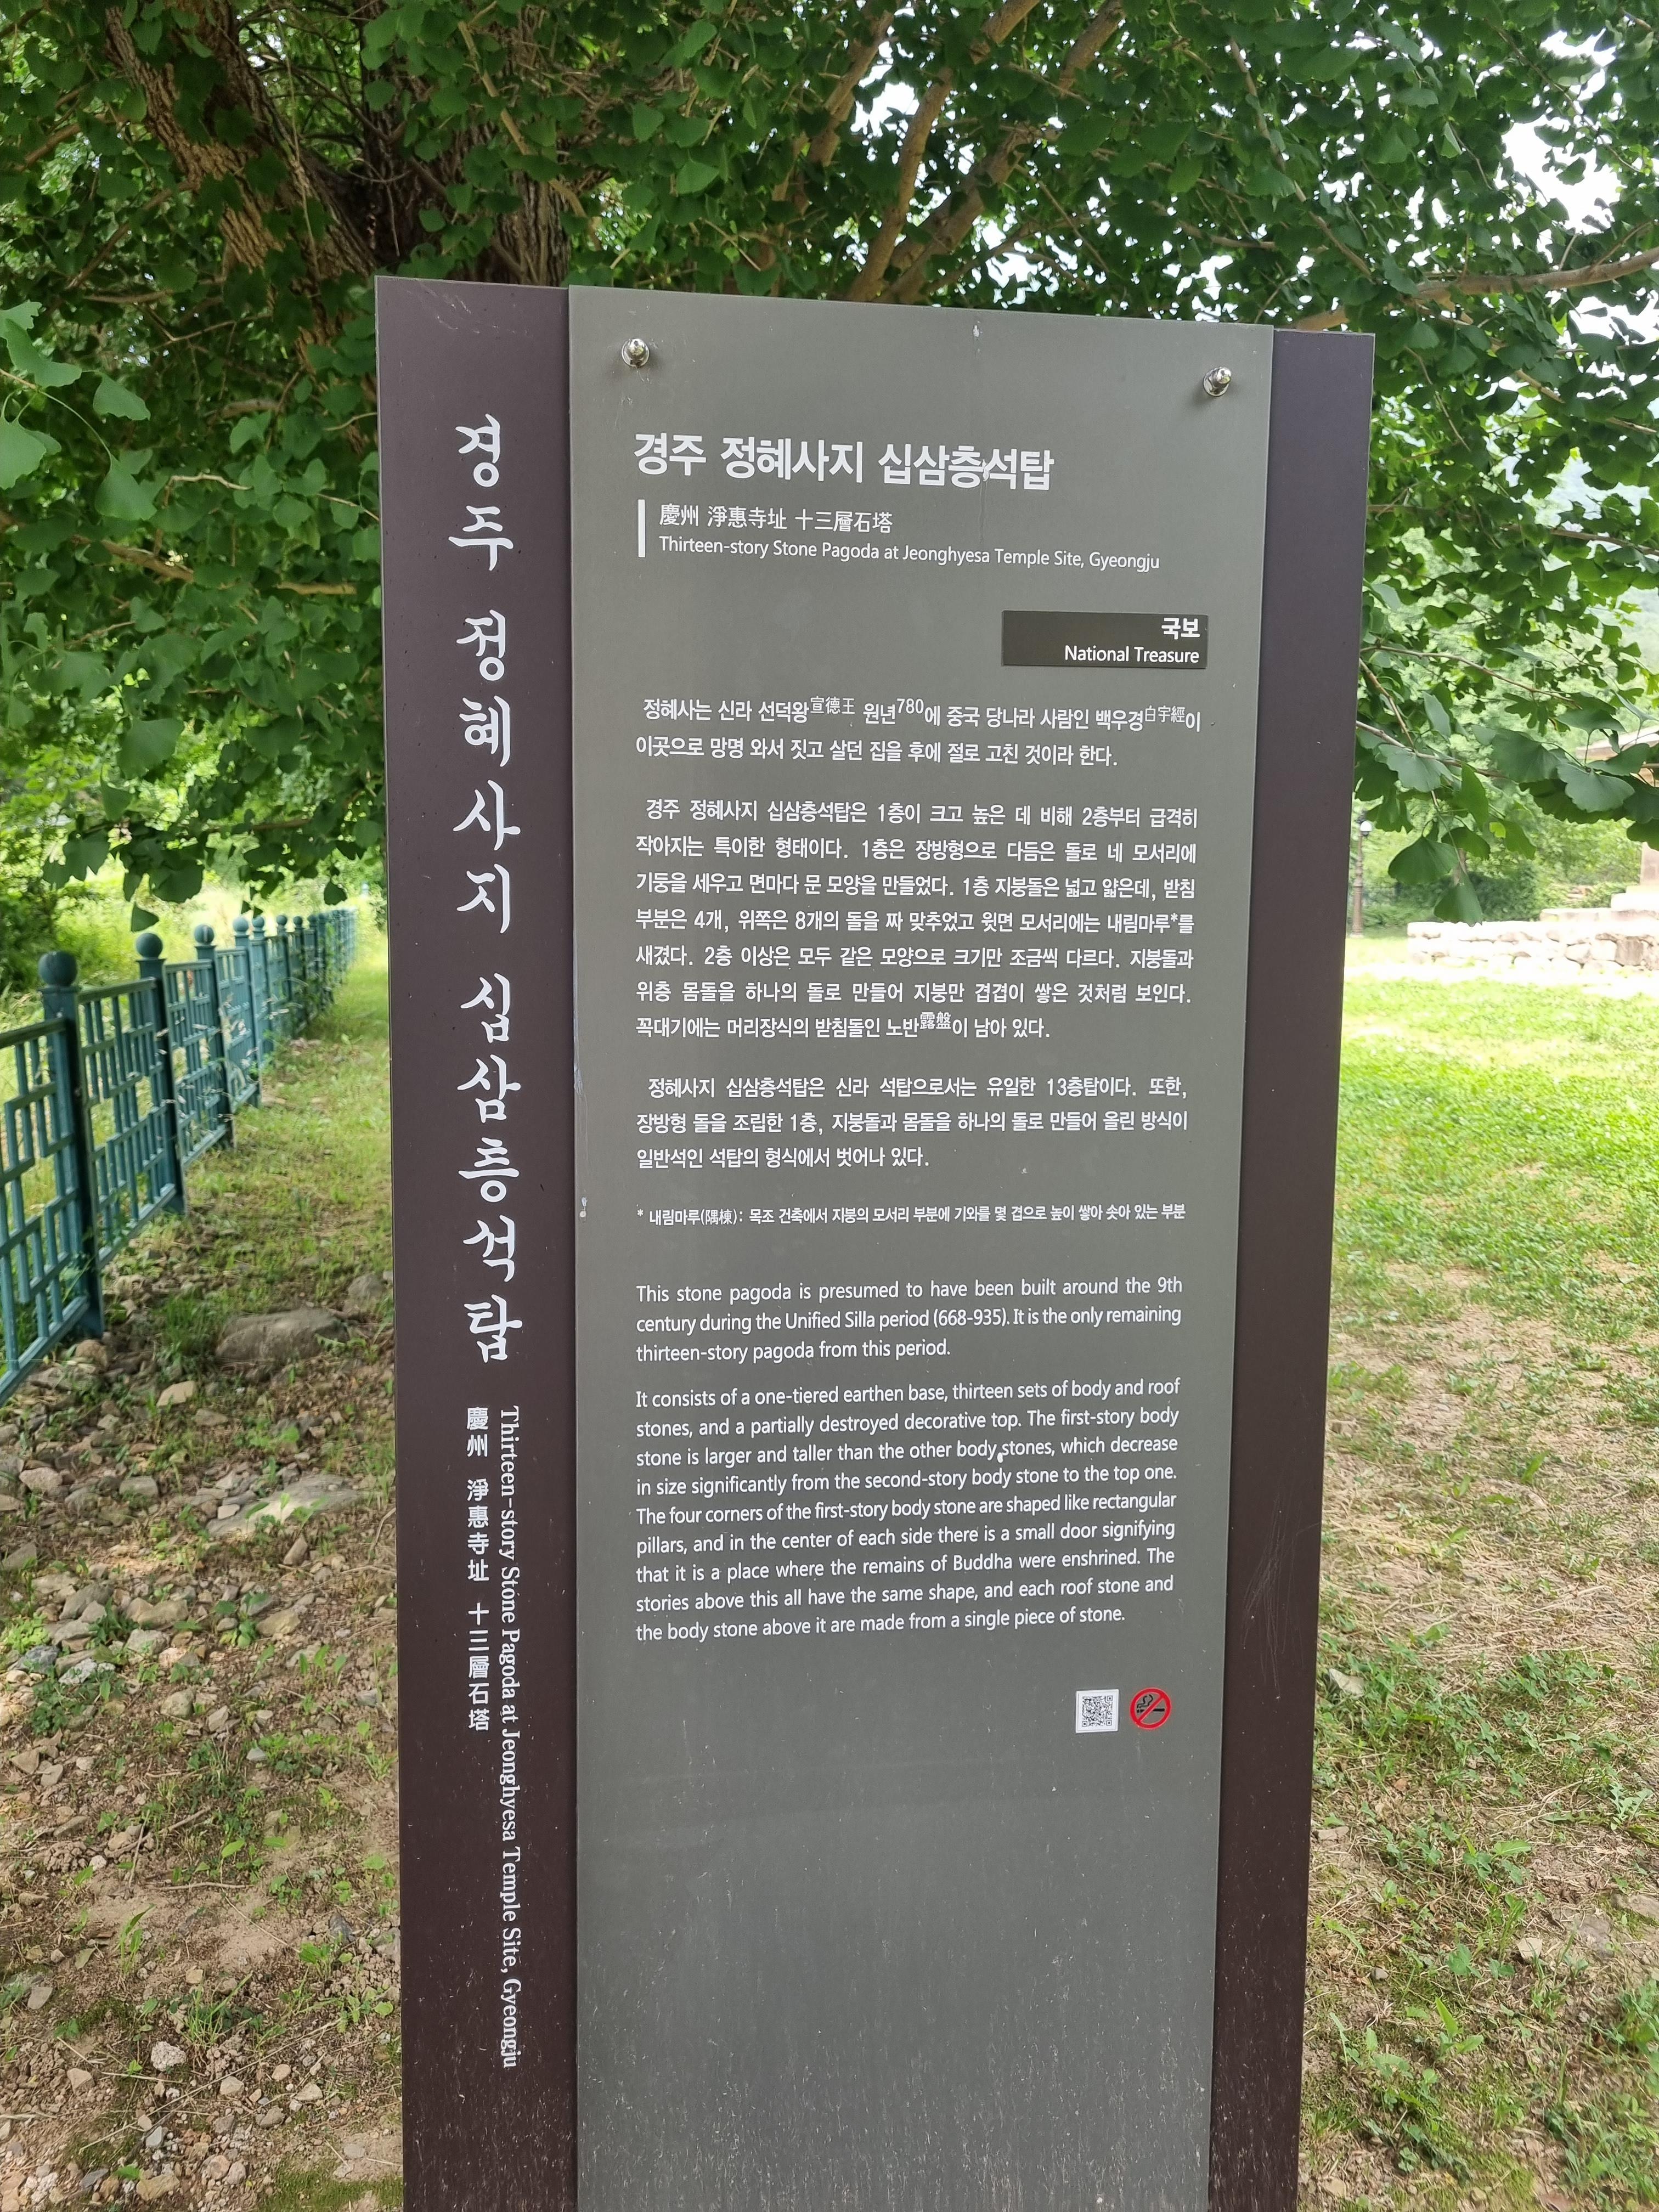 경주 정혜사지 십삼층석탑
慶州 淨惠寺址 十三層石塔
Thirteen-story Stone Pagoda at Jeonghyesa Temple Site, Gyeongju
경주 정혜사지 십삼층석탑
慶州 淨惠寺址 十三層石塔
Thirteen-story Stone Pagoda at Jeonghyesa Temple Site, Gyeongju
국보
National Treasure
정혜사는 신라 선덕왕宣德王 원년780에 중국 당나라 사람인 백우경白宇經이
이곳으로 망명 와서 짓고 살던 집을 후에 절로 고친 것이라 한다.
경주 정혜사지 십삼층석탑은 1층이 크고 높은 데 비해 2층부터 급격히
작아지는 특이한 형태이다. 1층은 장방형으로 다듬은 돌로 네 모서리에
기둥을 세우고 면마다 문 모양을 만들었다. 1층 지붕돌은 넓고 얇은데, 받침
부분은 4개, 위쪽은 8개의 돌을 짜 맞추었고 윗면 모서리에는 내림마루*를
새겼다. 2층 이상은 모두 같은 모양으로 크기만 조금씩 다르다. 지붕돌과
위층 몸돌을 하나의 돌로 만들어 지붕만 겹겹이 쌓은 것처럼 보인다.
꼭대기에는 머리장식의 받침돌인 노반露盤이 남아 있다.
정혜사지 십삼층석탑은 신라 석탑으로서는 유일한 13층탑이다. 또한,
장방형 돌을 조립한 1층, 지붕돌과 몸돌을 하나의 돌로 만들어 올린 방식이
일반석인 석탑의 형식에서 벗어나 있다.
* 내림마루(隅棟): 목조 건축에서 지붕의 모서리 부분에 기와를 몇 겹으로 높이 쌓아 솟아 있는 부분
This stone pagoda is presumed to have been built around the 9th
century during the Unified Silla period (668-935). It is the only remaining
thirteen-story pagoda from this period.
It consists of a one-tiered earthen base, thirteen sets of body and roof
stones, and a partially destroyed decorative top. The first-story body
stone is larger and taller than the other body stones, which decrease
in size significantly from the second-story body stone to the top one.
The four corners of the first-story body stone are shaped like rectangular
pillars, and in the center of each side there is a small door signifying
that it is a place where the remains of Buddha were enshrined. The
stories above this all have the same shape, and each roof stone and
the body stone above it are made from a single piece of stone.